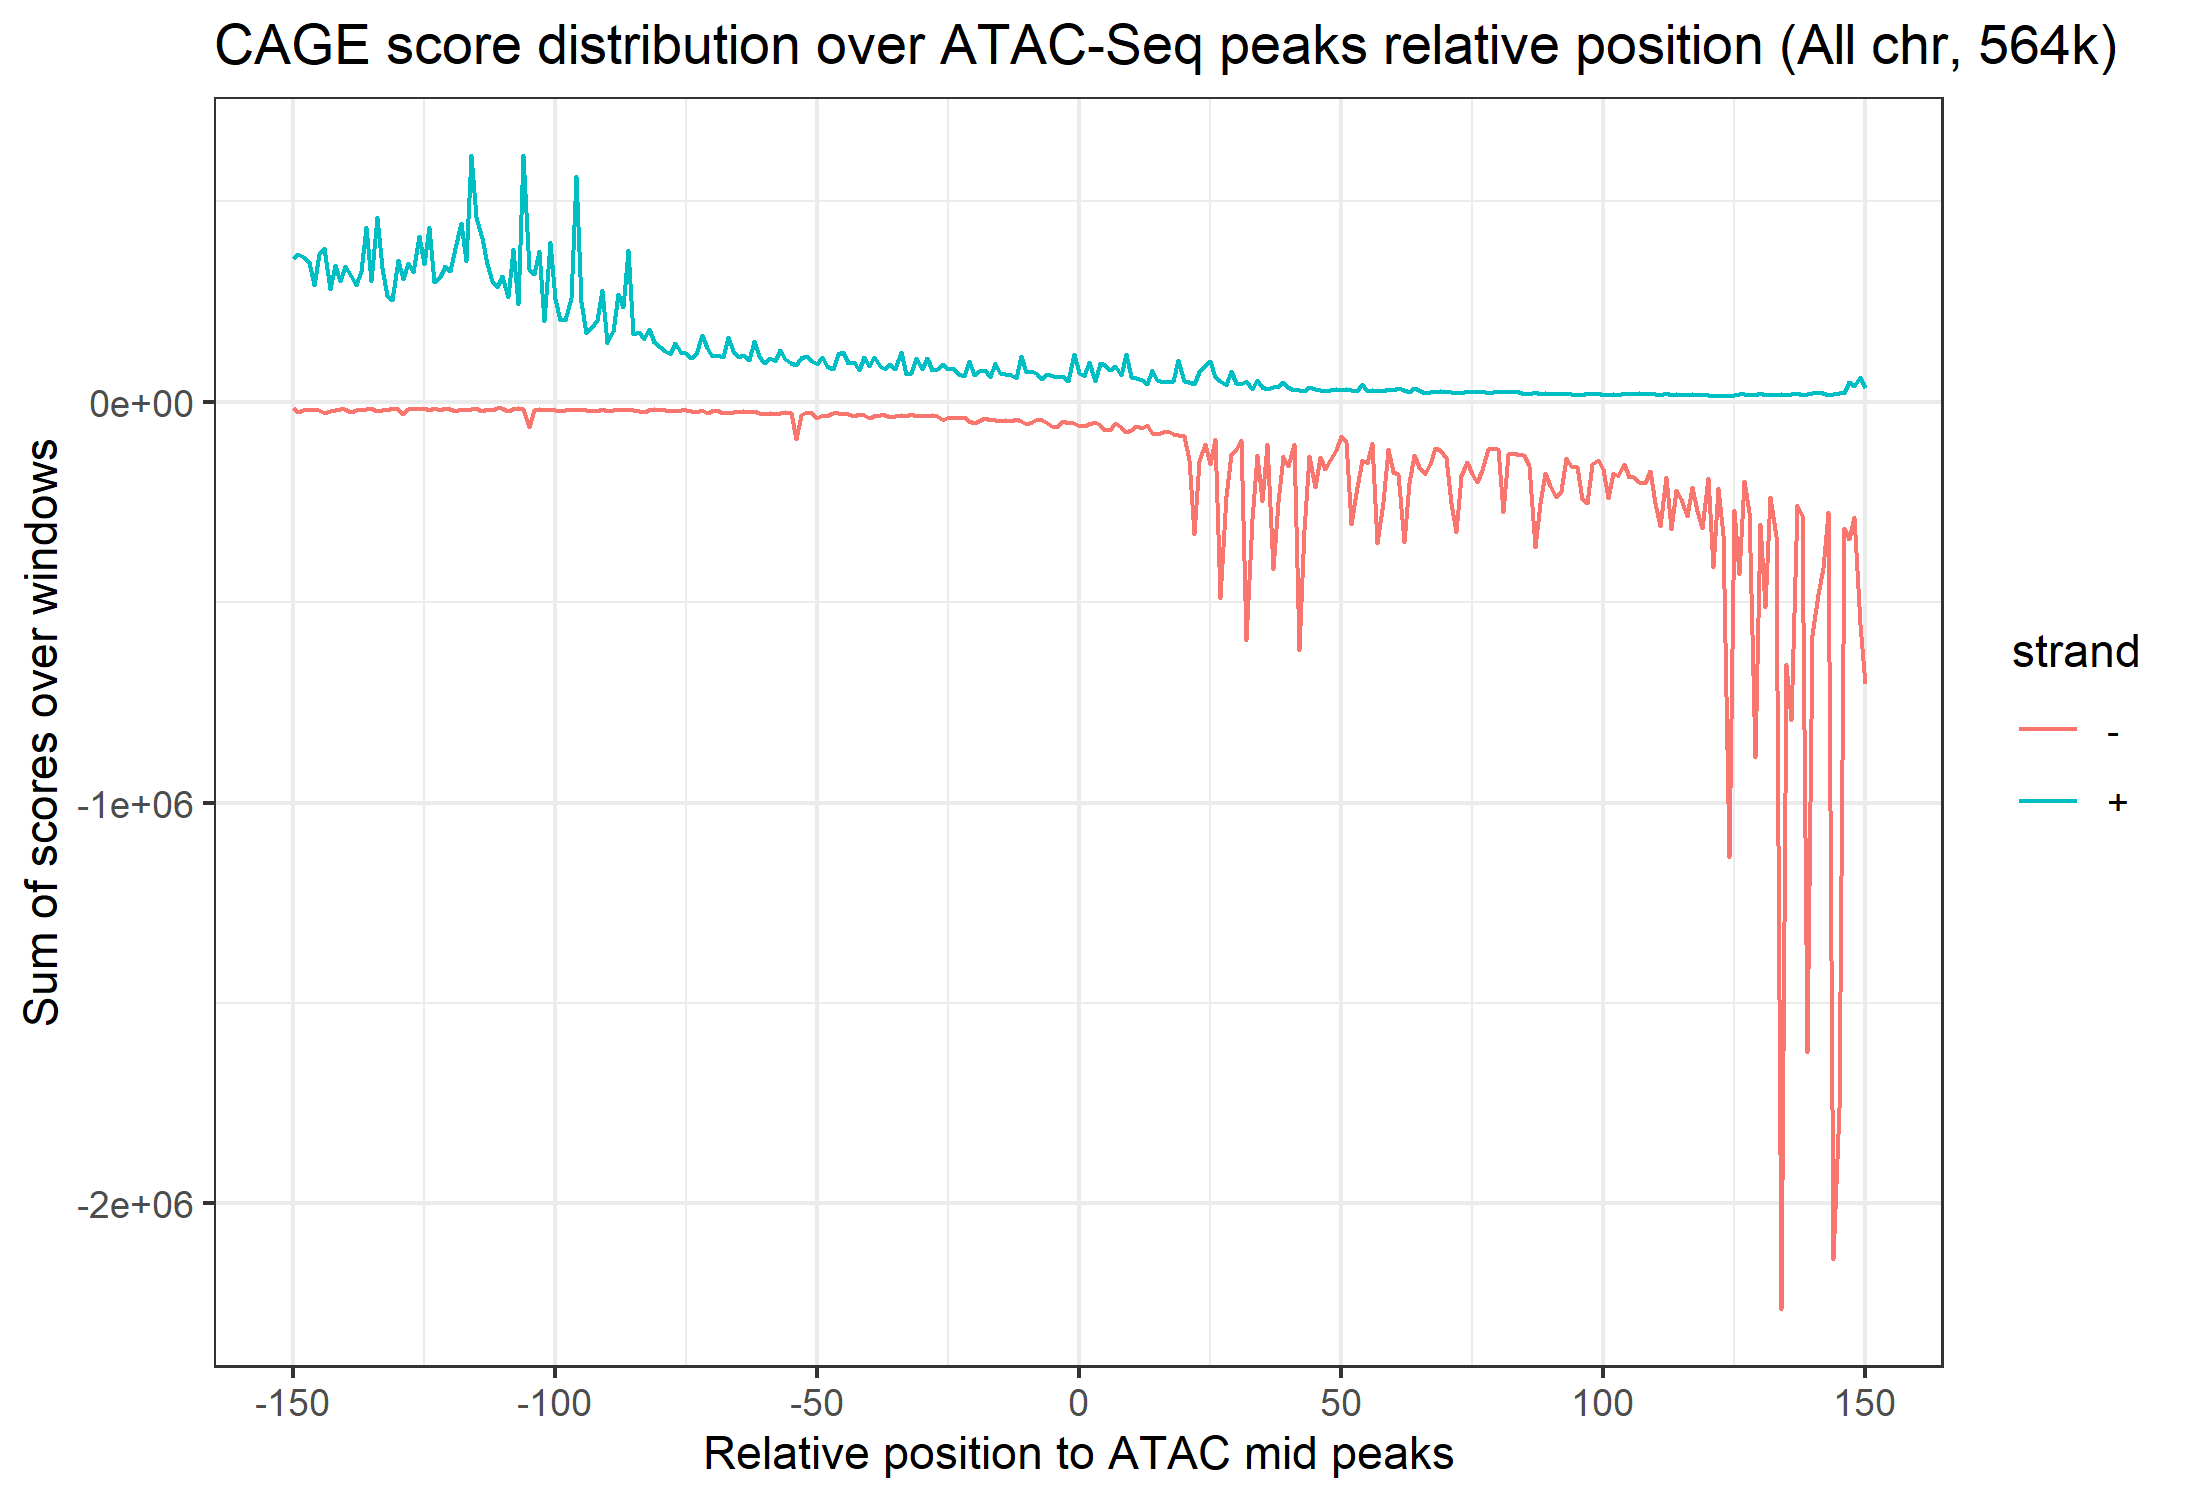 CAGE score distribution over ATAC-Seq peaks relative position (All chr, 564k)
Sum of scores over windows
0e+00
-1e+06
-2e+06
-150
-100
-50
0
50
100
150
Relative position to ATAC mid peaks
strand
-
+